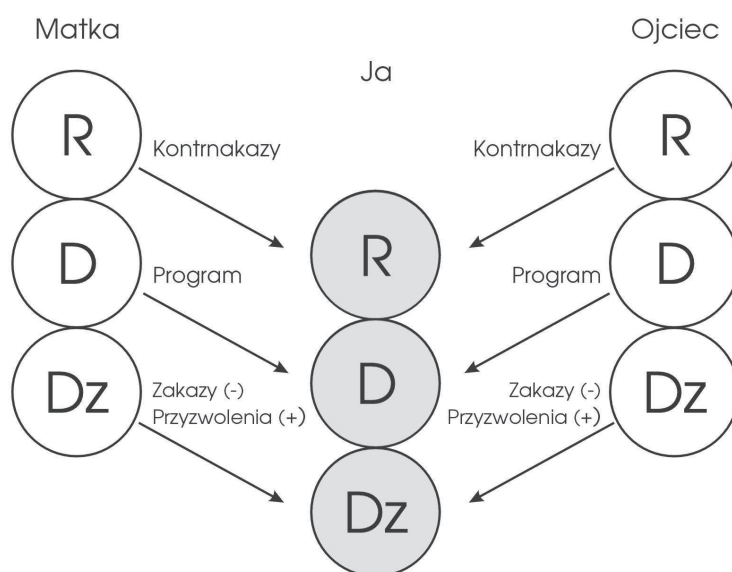 Matka
Ja
Ojciec
R
Kontrnakazy
Kontrnakazy
R
R
D
Program
Program
D
D
Dz
Zakazy (-)
Przyzwolenia (+)
Zakazy (-)
Przyzwolenia (+)
Dz
Dz